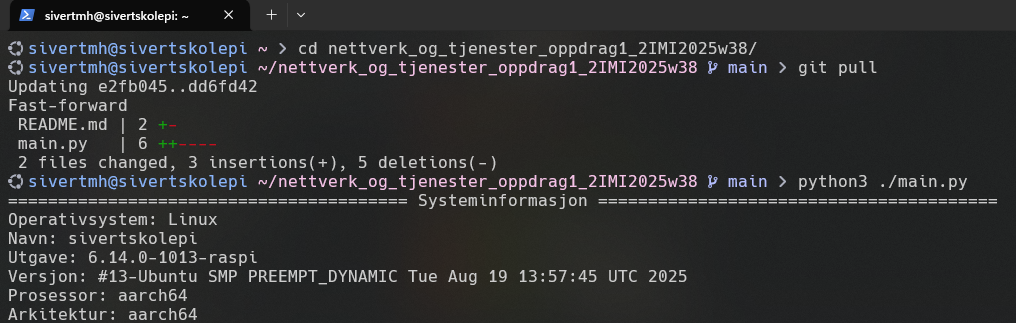 sivertmh@sivertskolepi: ~
sivertmh@sivertskolepi ~ > cd nettverk_og_tjenester_oppdrag1_2IMI2025w38/
sivertmh@sivertskolepi ~/nettverk_og_tjenester_oppdrag1_2IMI2025w38 main > git pull
Updating e2fb045..dd6fd42
Fast-forward
 README.md | 2 +-
 main.py   | 6 ++----
 2 files changed, 3 insertions(+), 5 deletions(-)
sivertmh@sivertskolepi ~/nettverk_og_tjenester_oppdrag1_2IMI2025w38 main > python3 ./main.py
======================================== Systeminformasjon ========================================
Operativsystem: Linux
Navn: sivertskolepi
Utgave: 6.14.0-1013-raspi
Versjon: #13-Ubuntu SMP PREEMPT_DYNAMIC Tue Aug 19 13:57:45 UTC 2025
Prosessor: aarch64
Arkitektur: aarch64